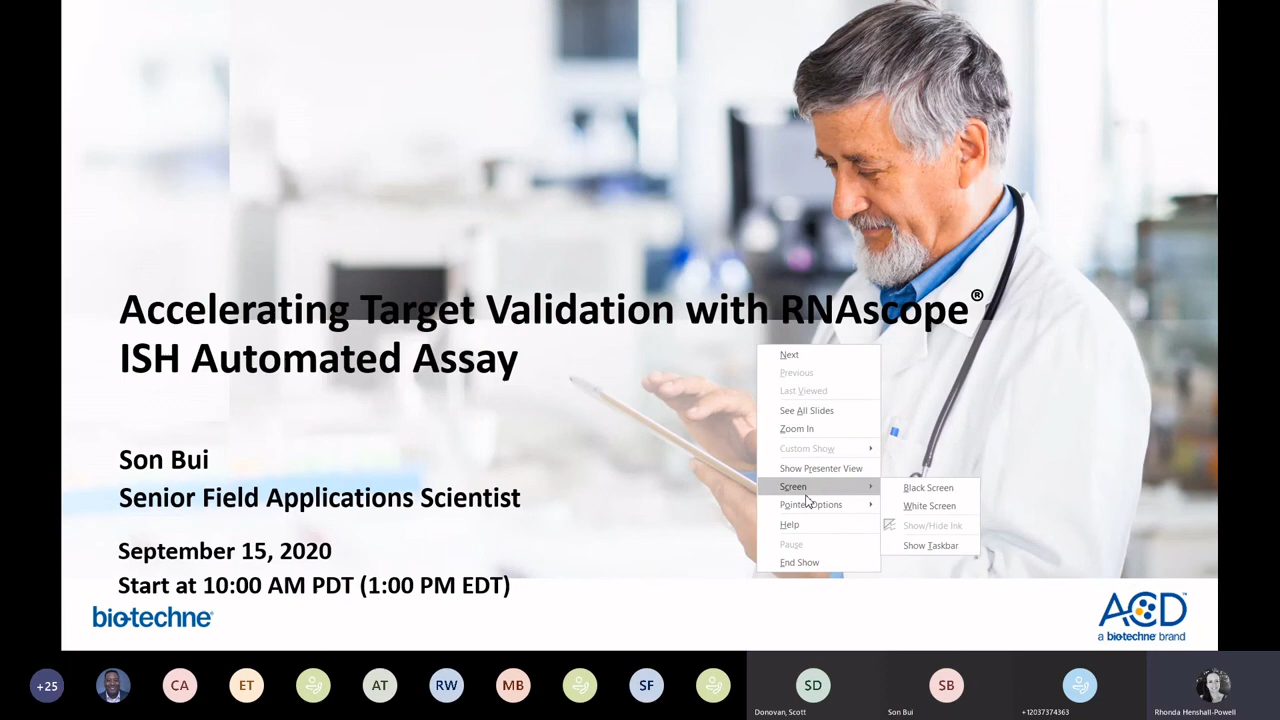 Accelerating Target Validation with RNAscope®
ISH Automated Assay
Son Bui
Senior Field Applications Scientist
September 15, 2020
Start at 10:00 AM PDT (1:00 PM EDT)
biotechne®
ACD™
a biotechne brand
Next
Previous
Last Viewed
See All Slides
Zoom In
Custom Show
Show Presenter View
Screen
Pointer Options
Help
Pause
End Show
Black Screen
White Screen
Show/Hide Ink
Show Taskbar
+25
CA
ET
AT
RW
MB
SF
SD
SB
Donovan, Scott
Son Bui
+12037374363
Rhonda Henshall-Powell